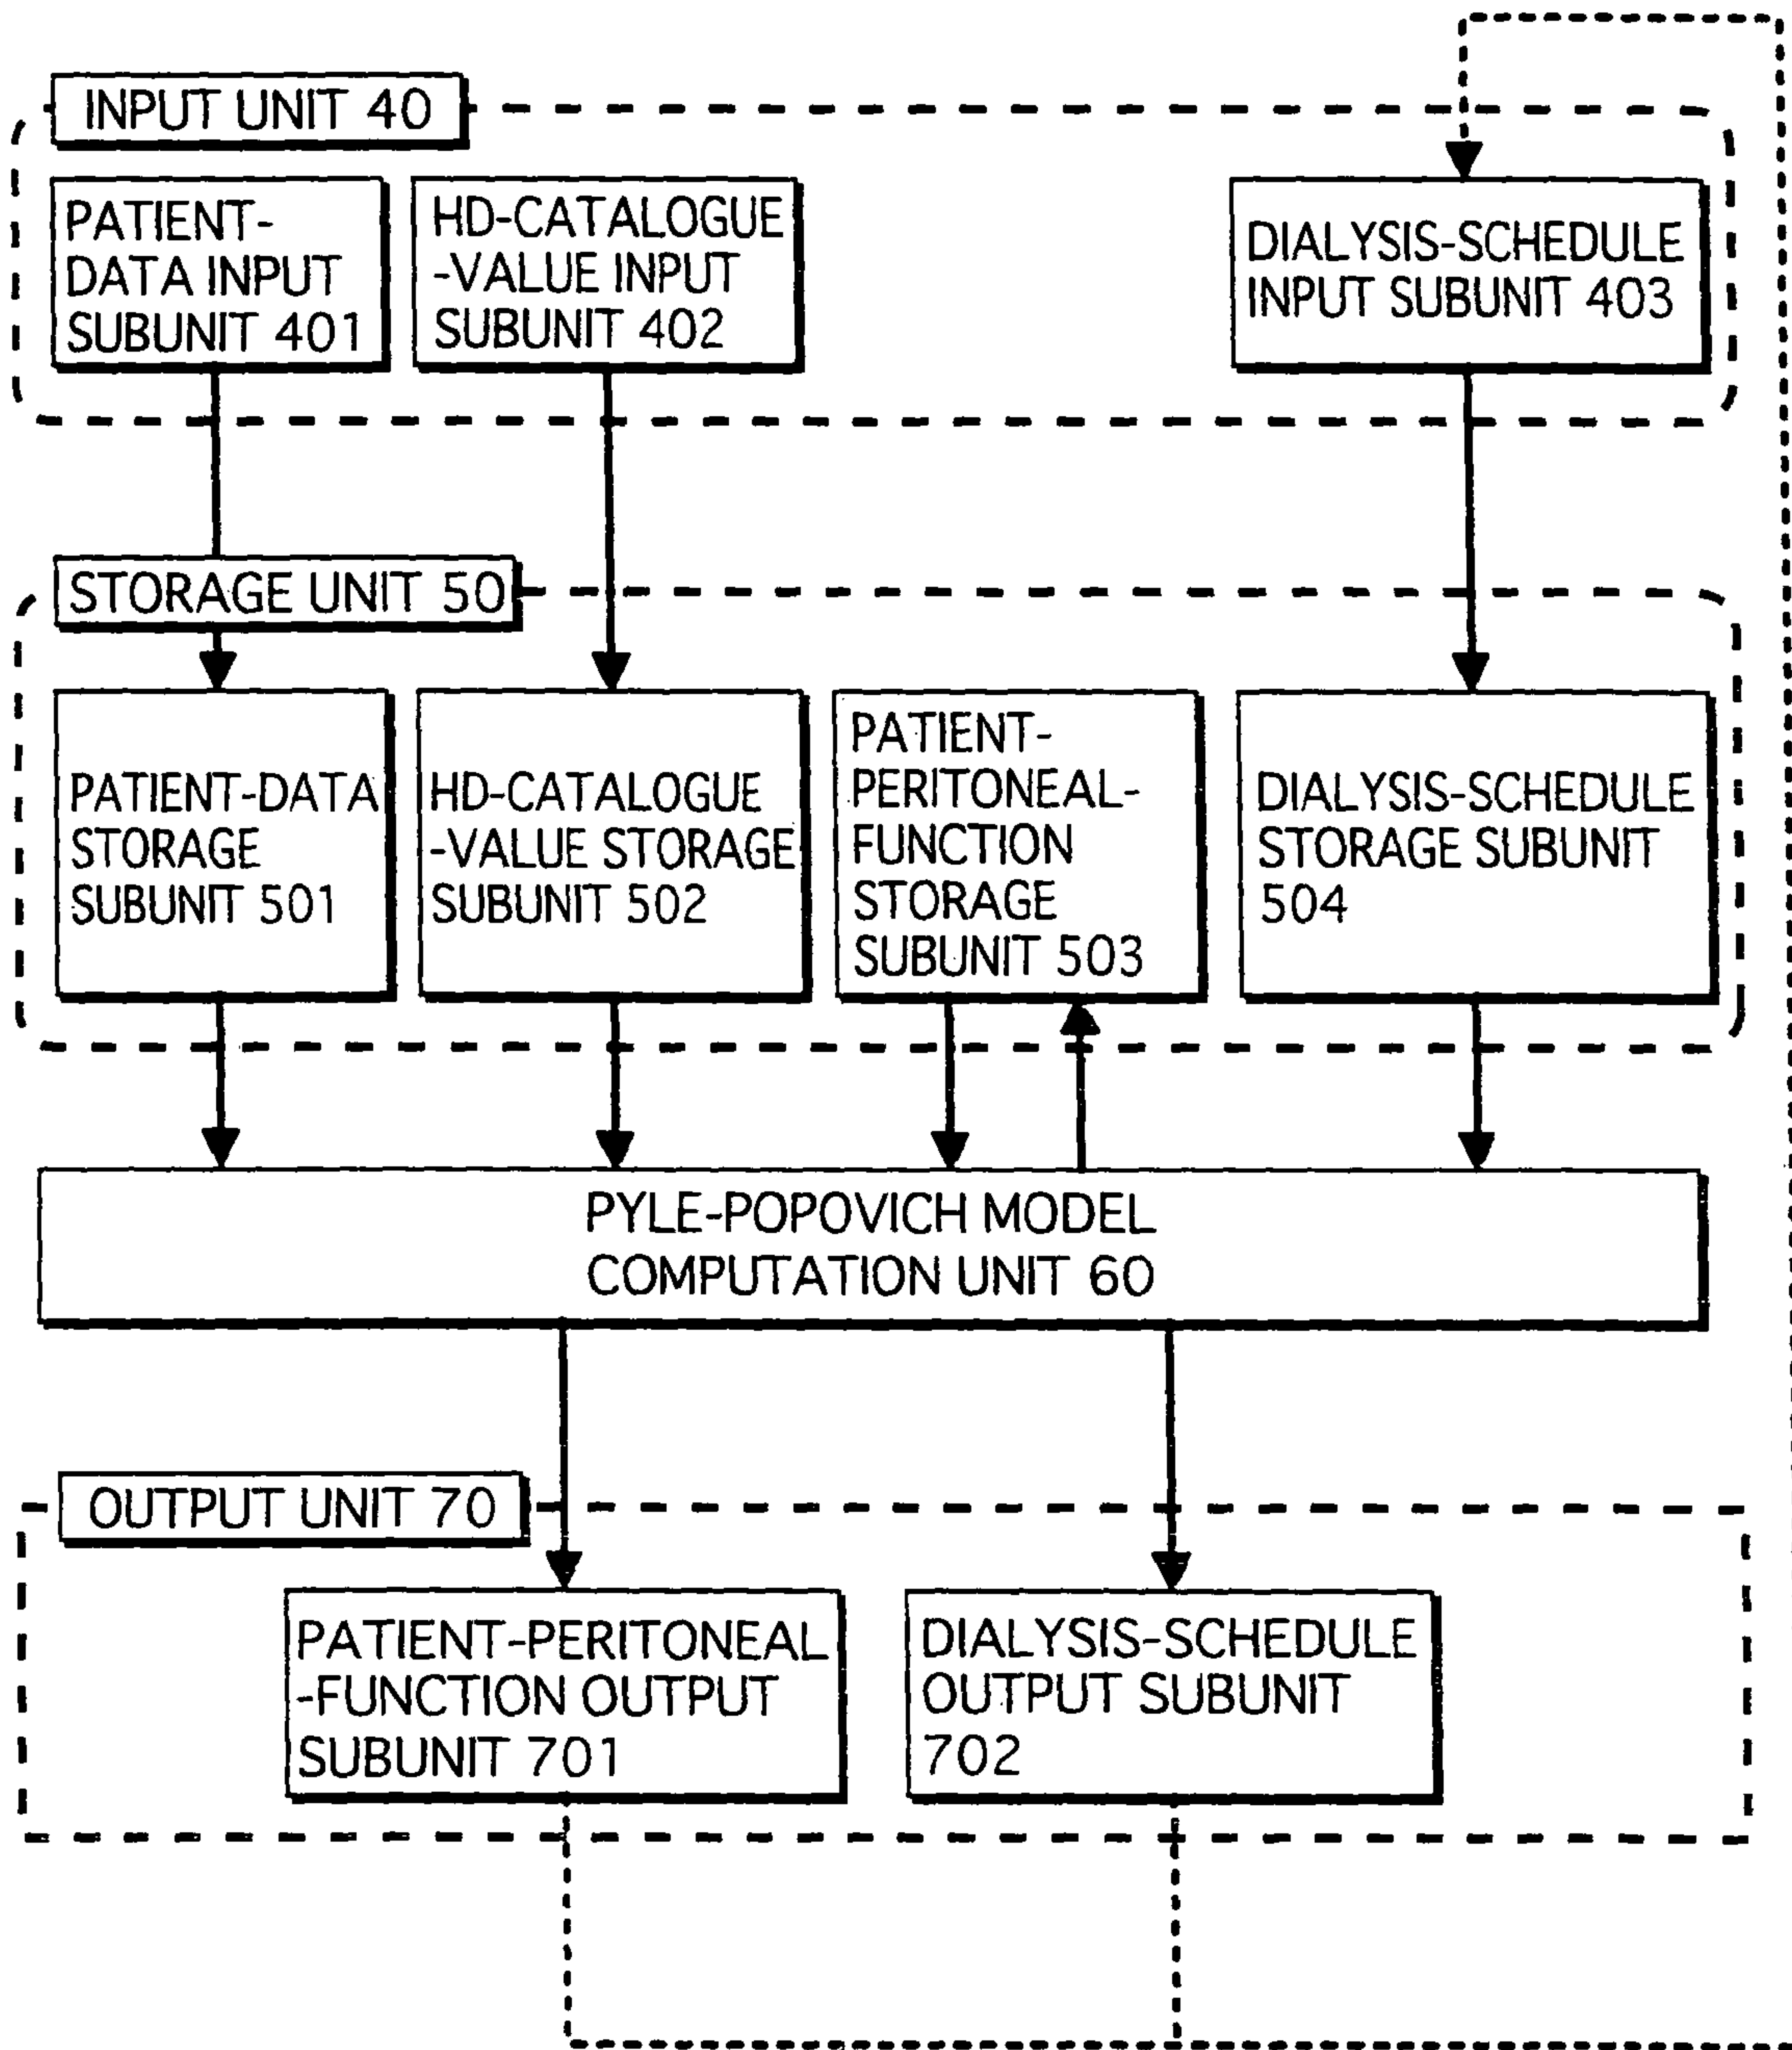 INPUT UNIT 40
PATIENT-
DATA INPUT
SUBUNIT 401
HD-CATALOGUE
-VALUE INPUT
SUBUNIT 402
DIALYSIS-SCHEDULE
INPUT SUBUNIT 403
STORAGE UNIT 50
PATIENT-DATA
STORAGE
SUBUNIT 501
HD-CATALOGUE
-VALUE STORAGE
SUBUNIT 502
PATIENT-
PERITONEAL-
FUNCTION
STORAGE
SUBUNIT 503
DIALYSIS-SCHEDULE
STORAGE SUBUNIT
504
PYLE-POPOVICH MODEL
COMPUTATION UNIT 60
OUTPUT UNIT 70
PATIENT-PERITONEAL
-FUNCTION OUTPUT
SUBUNIT 701
DIALYSIS-SCHEDULE
OUTPUT SUBUNIT
702